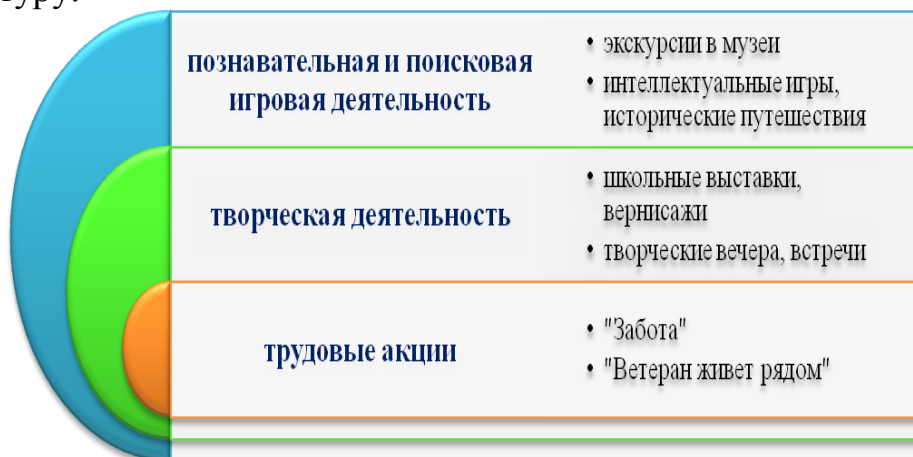 познавательная и поисковая
игровая деятельность
• экскурсии в музеи
• интеллектуальные игры,
исторические путешествия
творческая деятельность
• школьные выставки,
вернисажи
• творческие вечера, встречи
трудовые акции
• "Забота"
• "Ветеран живет рядом"